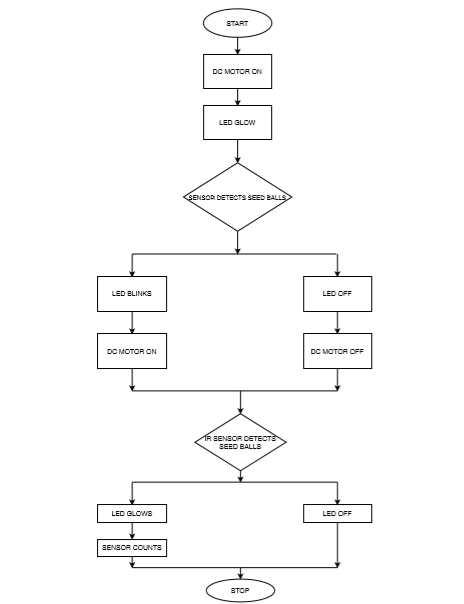 START
DC MOTOR ON
LED GLOW
SENSOR DETECTS SEED BALLS
LED BLINKS
LED OFF
DC MOTOR ON
DC MOTOR OFF
IR SENSOR DETECTS
SEED BALLS
LED GLOWS
LED OFF
SENSOR COUNTS
STOP